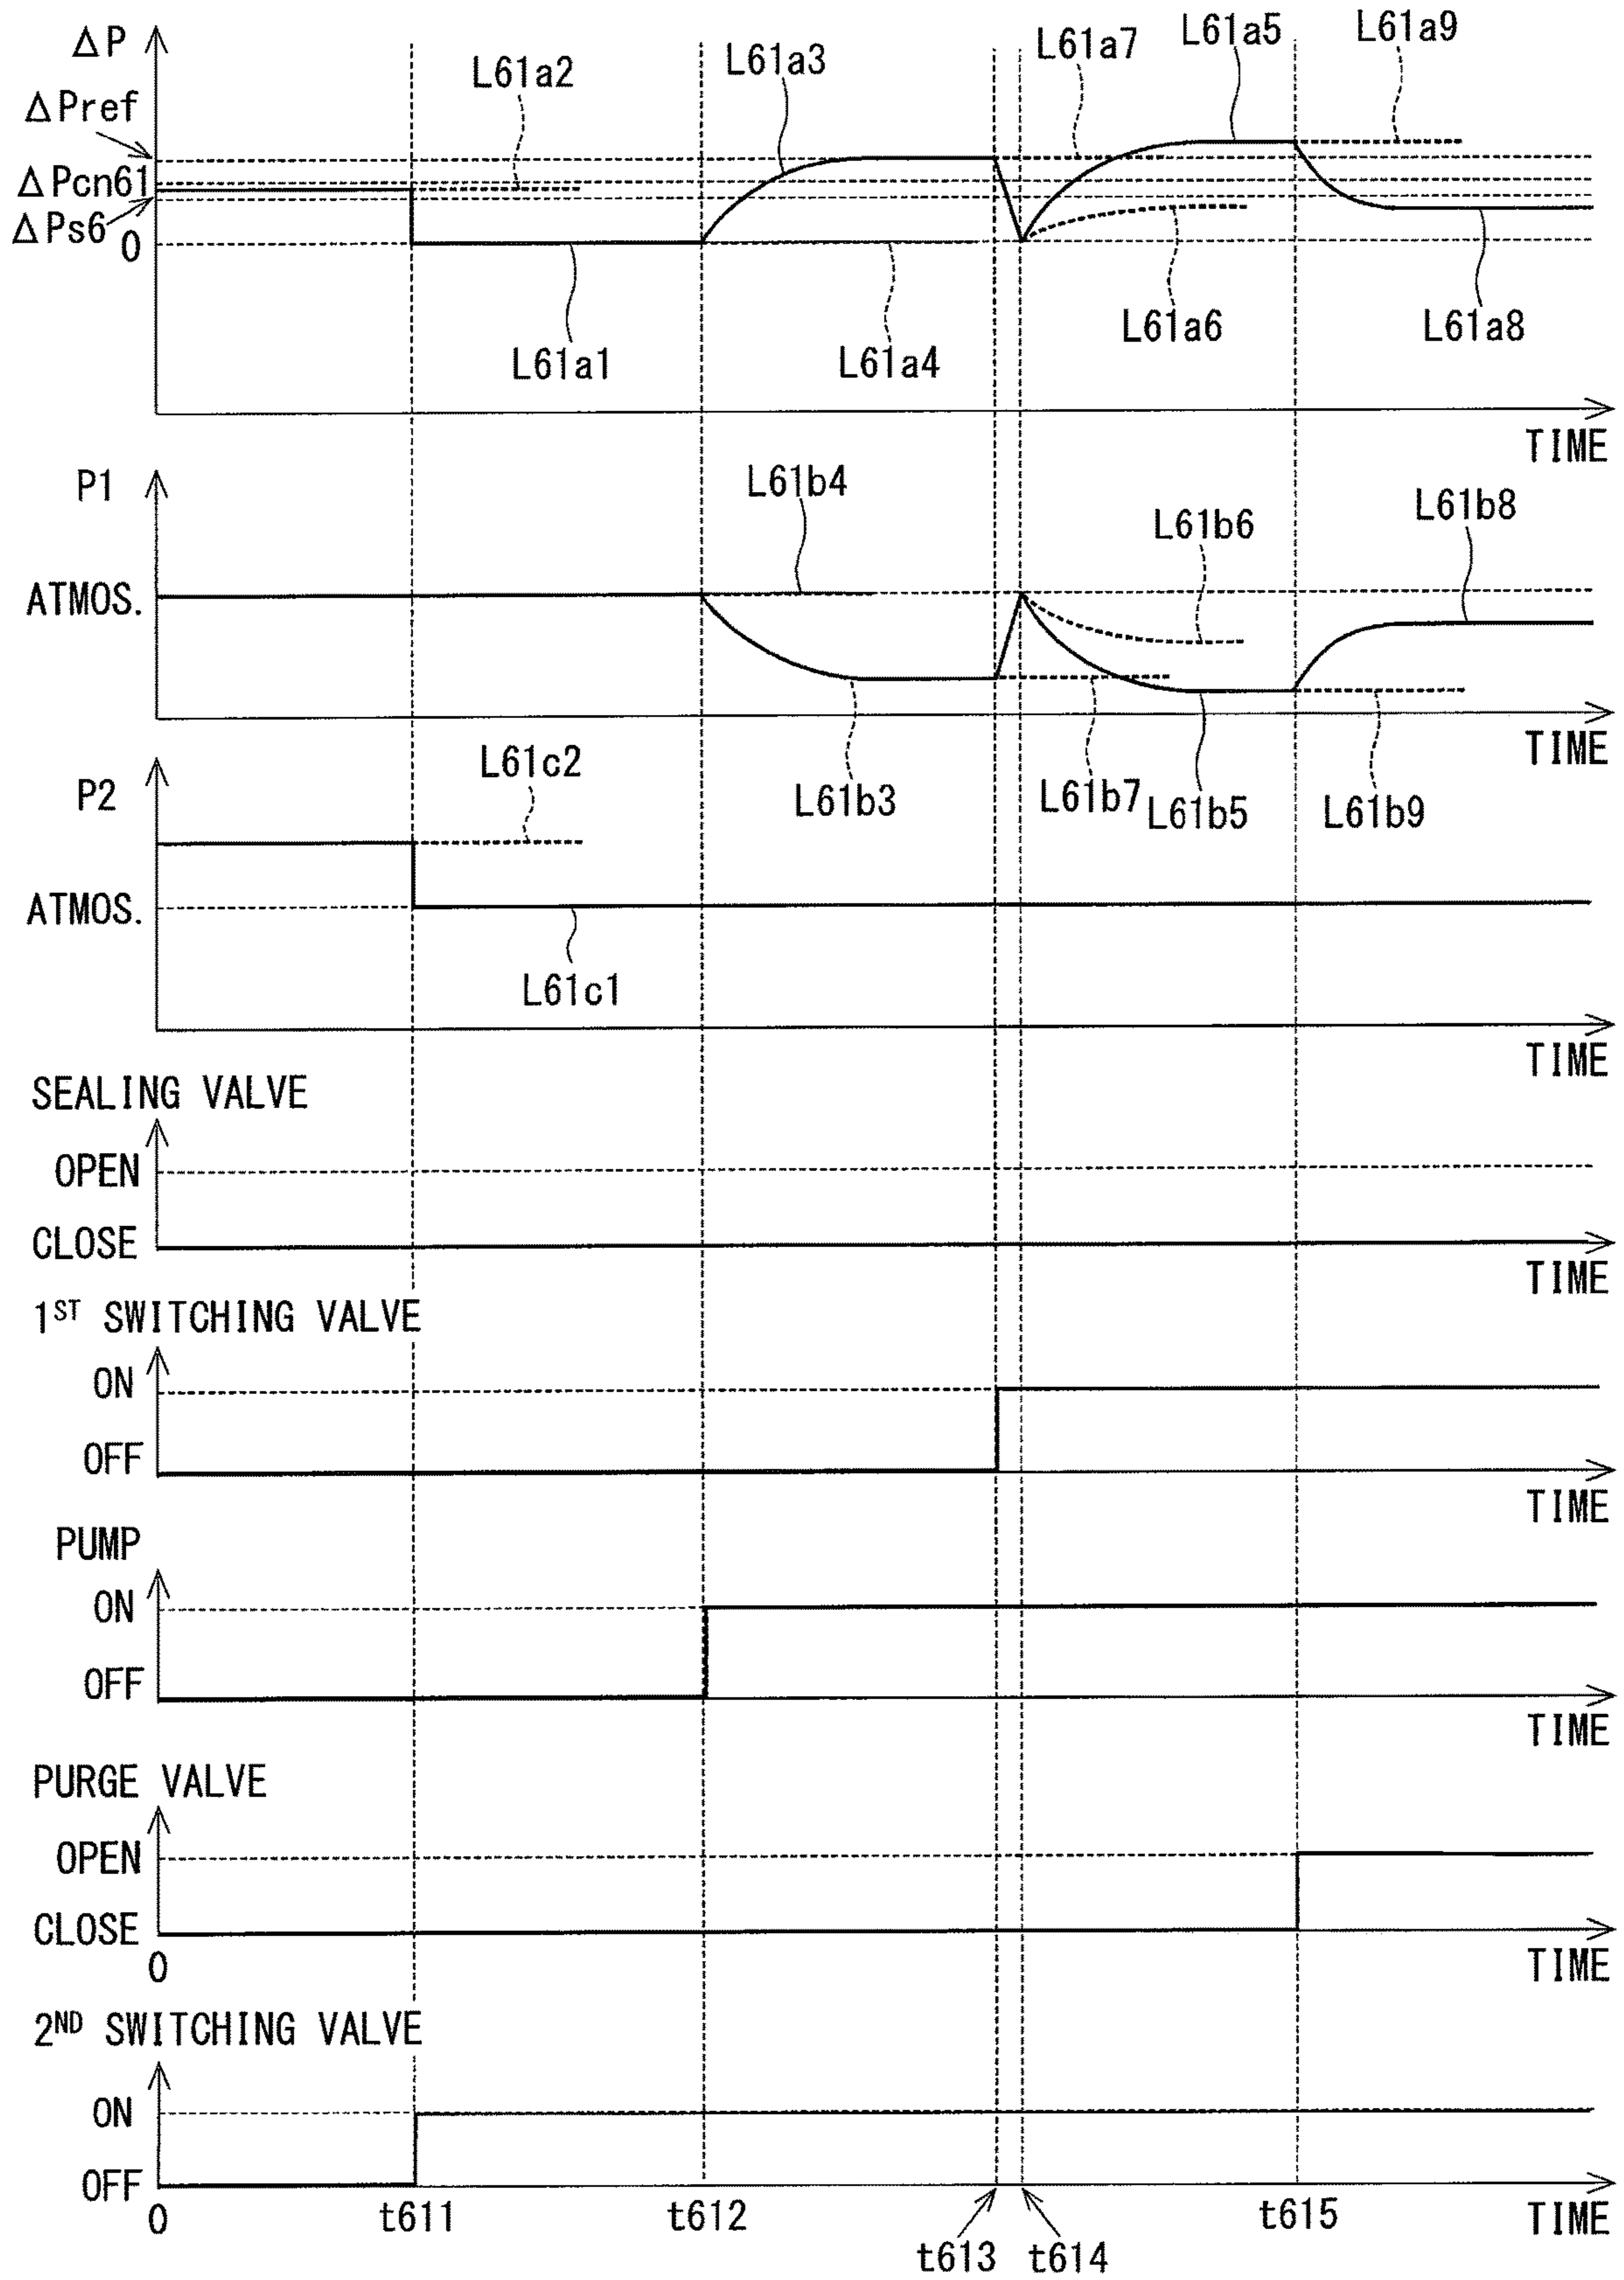 ΔP
L61a2
L61a3
L61a7
L61a5
L61a9
ΔPref
ΔPcn61
ΔPs6
0
L61a1
L61a4
L61a6
L61a8
TIME
P1
L61b4
L61b6
L61b8
ATMOS.
TIME
L61b3
L61b7
L61b5
L61b9
P2
L61c2
ATMOS.
L61c1
TIME
SEALING VALVE
OPEN
CLOSE
TIME
1ST SWITCHING VALVE
ON
OFF
TIME
PUMP
ON
OFF
TIME
PURGE VALVE
OPEN
CLOSE
0
TIME
2ND SWITCHING VALVE
ON
OFF
0
t611
t612
t613
t614
t615
TIME